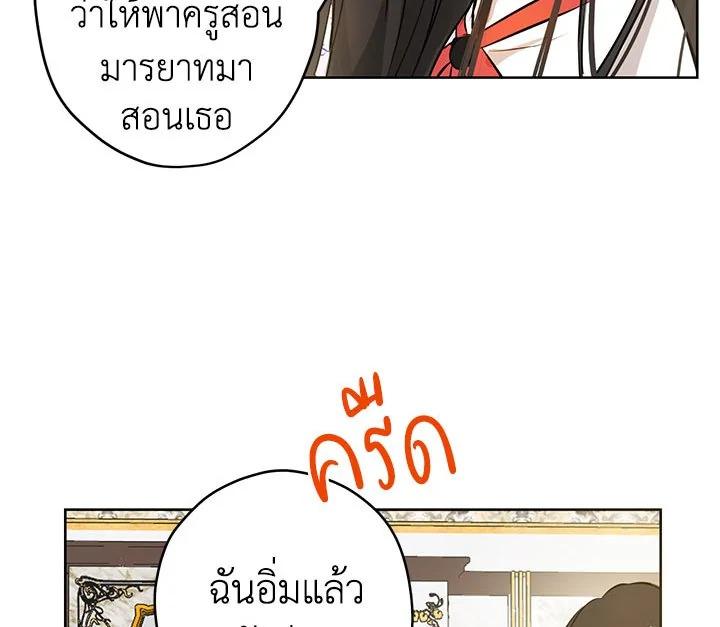 ว่าให้พาครูสอน
มารยาทมา
สอนเธอ
ครืด
ฉันอิ่มแล้ว